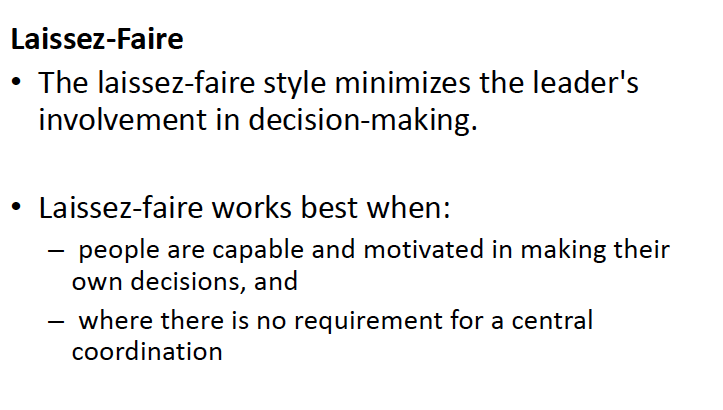 Laissez-Faire
• The laissez-faire style minimizes the leader's
involvement in decision-making.
• Laissez-faire works best when:
– people are capable and motivated in making their
own decisions, and
– where there is no requirement for a central
coordination